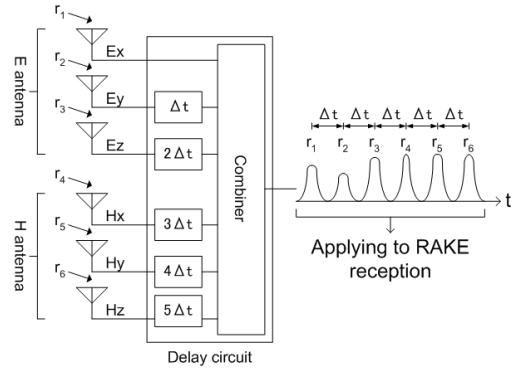 r1
r2
r3
r4
r5
r6
E antenna
H antenna
Ex
Ey
Ez
Hx
Hy
Hz
Δt
2Δt
3Δt
4Δt
5Δt
Combiner
Delay circuit
Δt Δt Δt Δt Δt
r1 r2 r3 r4 r5 r6
t
Applying to RAKE
reception